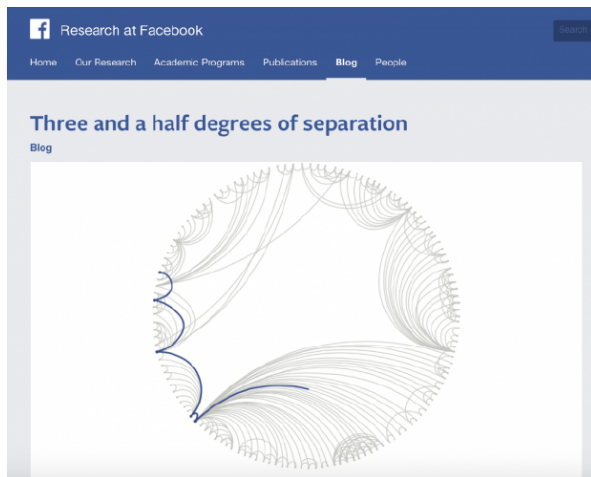 Research at Facebook
Search
Home Our Research Academic Programs Publications Blog People
Three and a half degrees of separation
Blog